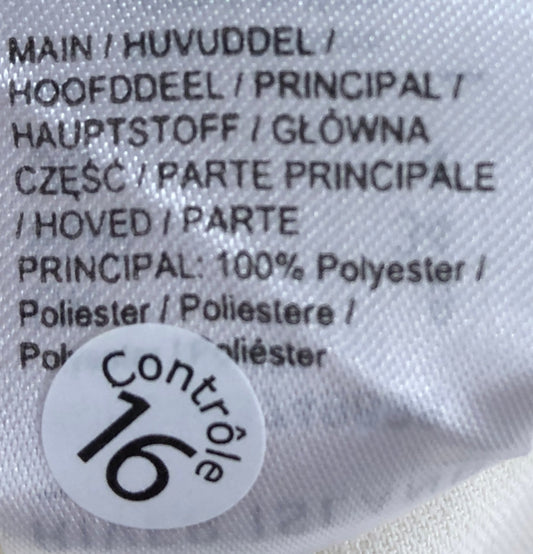 MAIN / HUVUDDEL /
HOOFDDEEL / PRINCIPAL /
HAUPTSTOFF / GŁÓWNA
CZĘŚĆ / PARTE PRINCIPALE
/ HOVED / PARTE
PRINCIPAL: 100% Polyester /
Poliester / Poliestere /
Contrôle
16